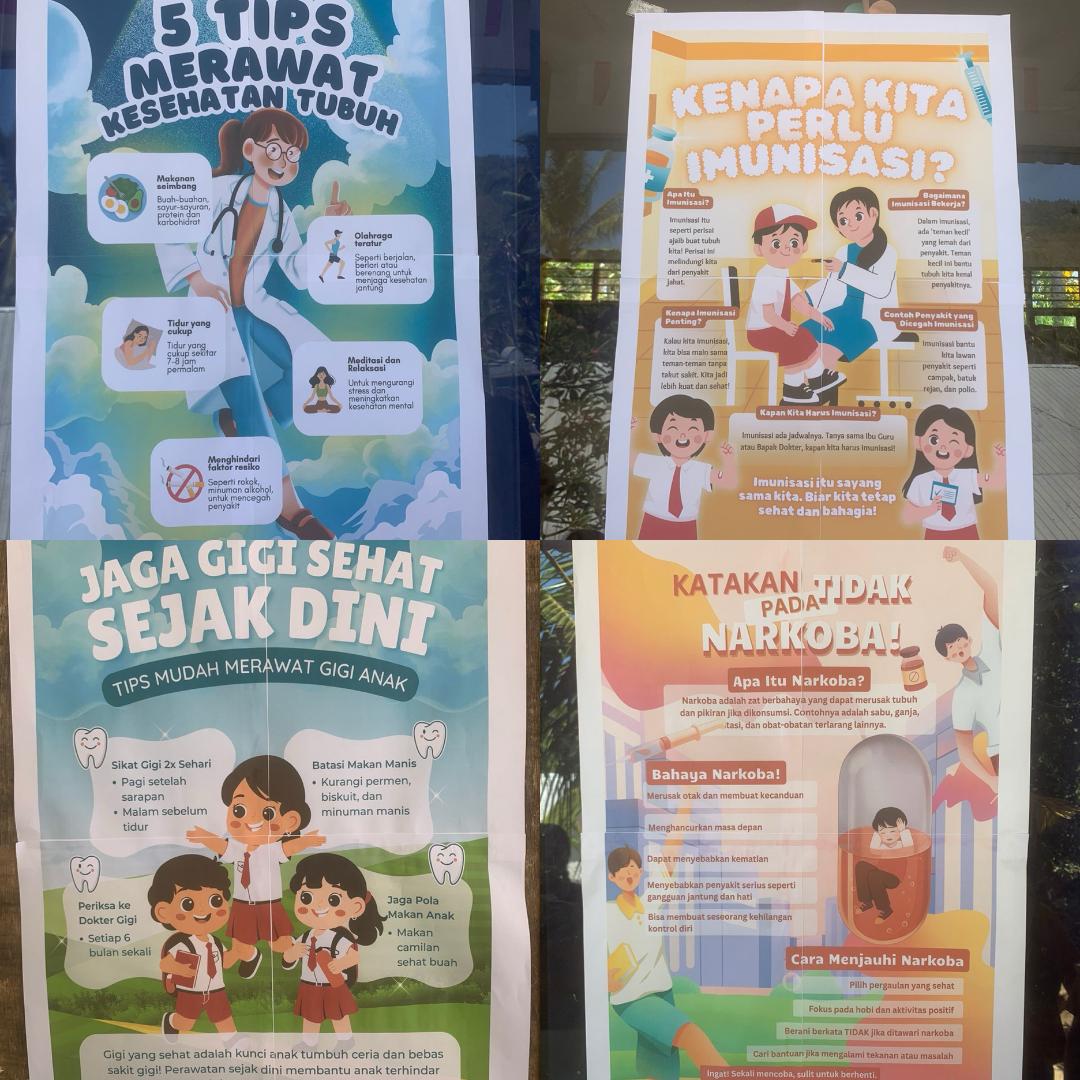 5 TIPS
MERAWAT
KESEHATAN TUBUH
Makanan
seimbang
Buah-buahan,
sayur-sayuran,
protein dan
karbohidrat
Olahraga
teratur
Seperti berjalan,
berlari atau
berenang untuk
menjaga kesehatan
jantung
Tidur yang
cukup
Tidur yang
cukup sekitar
7-8 jam
permalam
Meditasi dan
Relaksasi
Untuk mengurangi
stress dan
meningkatkan
kesehatan mental
Menghindari
faktor resiko
Seperti rokok,
minuman alkohol,
untuk mencegah
penyakit
KENAPA KITA
PERLU
IMUNISASI?
Apa Itu
Imunisasi?
Imunisasi itu
seperti perisai
ajaib buat tubuh
kita! Perisai ini
melindungi kita
dari penyakit
jahat.
Bagaimana
Imunisasi Bekerja?
Dalam imunisasi,
ada 'teman kecil'
yang lemah dari
penyakit. Teman
kecil ini bantu
tubuh kita kenal
penyakitnya.
Kenapa Imunisasi
Penting?
Kalau kita imunisasi,
kita bisa main sama
teman-teman tanpa
takut sakit. Kita jadi
lebih kuat dan sehat!
Contoh Penyakit yang
Dicegah Imunisasi
Imunisasi bantu
kita lawan
penyakit seperti
campak, batuk
rejan, dan polio.
Kapan Kita Harus Imunisasi?
Imunisasi ada jadwalnya. Tanya sama Ibu Guru
atau Bapak Dokter, kapan kita harus imunisasi!
Imunisasi itu sayang
sama kita. Biar kita tetap
sehat dan bahagia!
JAGA GIGI SEHAT
SEJAK DINI
TIPS MUDAH MERAWAT GIGI ANAK
Sikat Gigi 2x Sehari
• Pagi setelah
sarapan
• Malam sebelum
tidur
Batasi Makan Manis
• Kurangi permen,
biskuit, dan
minuman manis
Periksa ke
Dokter Gigi
• Setiap 6
bulan sekali
Jaga Pola
Makan Anak
• Makan
camilan
sehat buah
Gigi yang sehat adalah kunci anak tumbuh ceria dan bebas
sakit gigi! Perawatan sejak dini membantu anak terhindar
KATAKAN TIDAK
PADA
NARKOBA!
Apa Itu Narkoba?
Narkoba adalah zat berbahaya yang dapat merusak tubuh
dan pikiran jika dikonsumsi. Contohnya adalah sabu, ganja,
dan obat-obatan terlarang lainnya.
Bahaya Narkoba!
Merusak otak dan membuat kecanduan
Menghancurkan masa depan
Dapat menyebabkan kematian
Menyebabkan penyakit serius seperti
gangguan jantung dan hati
Bisa membuat seseorang kehilangan
kontrol diri
Cara Menjauhi Narkoba
Pilih pergaulan yang sehat
Fokus pada hobi dan aktivitas positif
Berani berkata TIDAK jika ditawari narkoba
Cari bantuan jika mengalami tekanan atau masalah
Ingat! Sekali mencoba, sulit untuk berhenti.